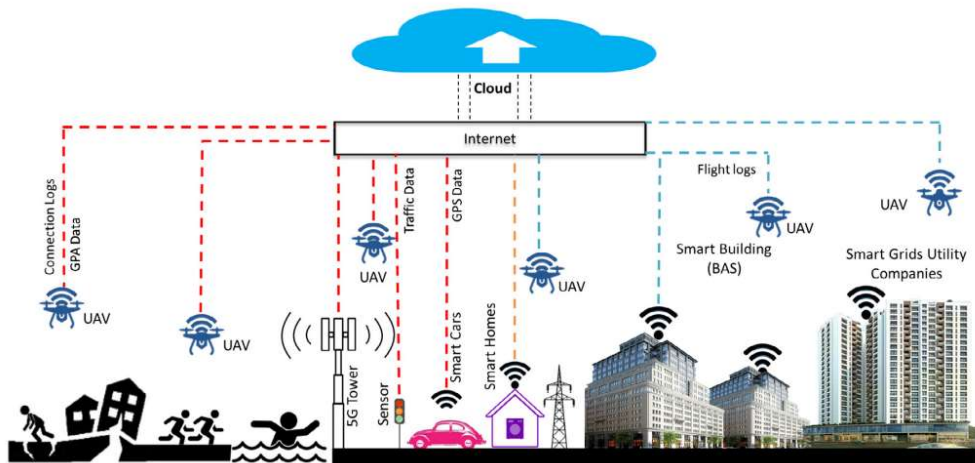 Cloud
Internet
Connection Logs
GPA Data
Traffic Data
GPS Data
Flight logs
UAV
UAV
UAV
UAV
UAV
UAV
Smart Building
(BAS)
Smart Grids Utility
Companies
5G Tower
Sensor
Smart Cars
Smart Homes